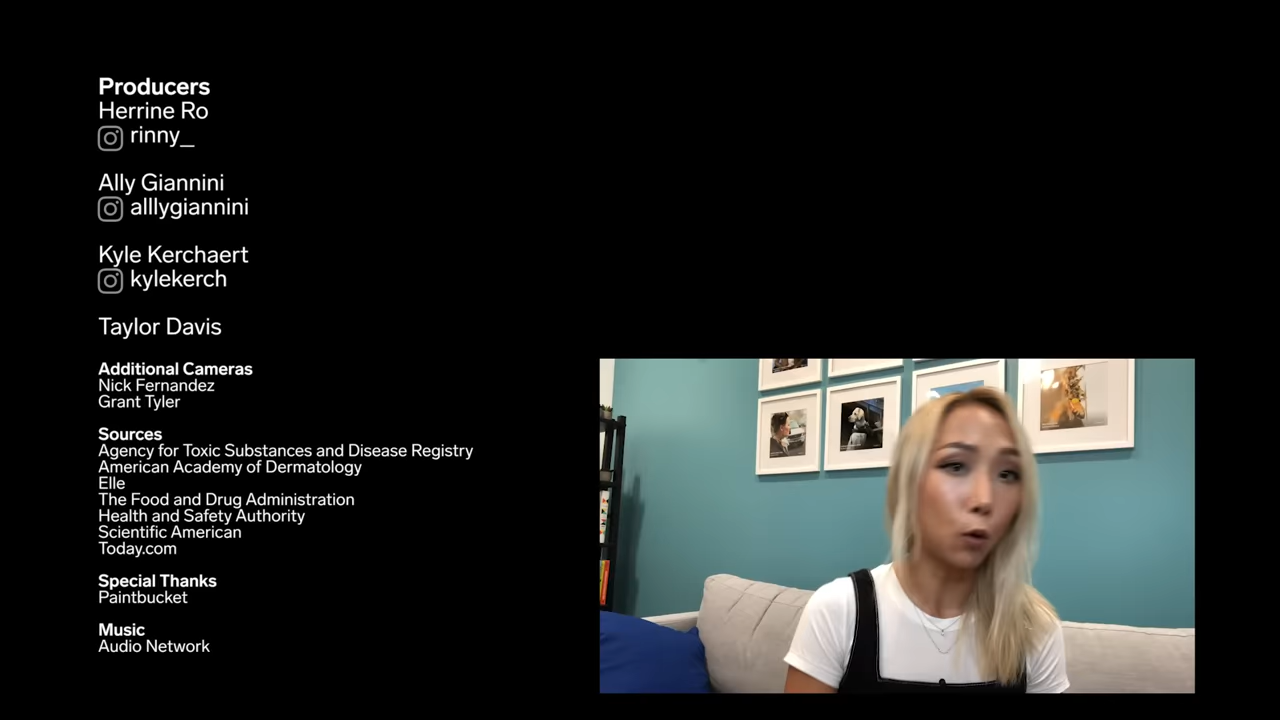 Producers
Herrine Ro
rinny_
Ally Giannini
alllygiannini
Kyle Kerchaert
kylekerch
Taylor Davis
Additional Cameras
Nick Fernandez
Grant Tyler
Sources
Agency for Toxic Substances and Disease Registry
American Academy of Dermatology
Elle
The Food and Drug Administration
Health and Safety Authority
Scientific American
Today.com
Special Thanks
Paintbucket
Music
Audio Network